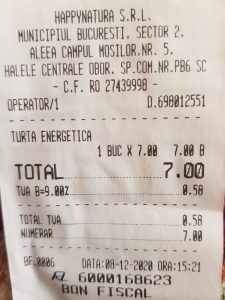 HAPPYNATURA S.R.L.
MUNICIPIUL BUCURESTI, SECTOR 2,
ALEEA CAMPUL MOSILOR.NR. 5,
HALELE CENTRALE OBOR. SP.COM.NR.PB6 SC
- C.F. RO 27439998 -
OPERATOR/1 D.698012551
TURTA ENERGETICA
1 BUC X 7.00 7.00 B
TOTAL 7.00
TVA B-9.00% 0.58
TOTAL TVA 0.58
NUMERAR 7.00
BF.0006 DATA:08-12-2020 ORA:15:21
6000168623
BON FISCAL